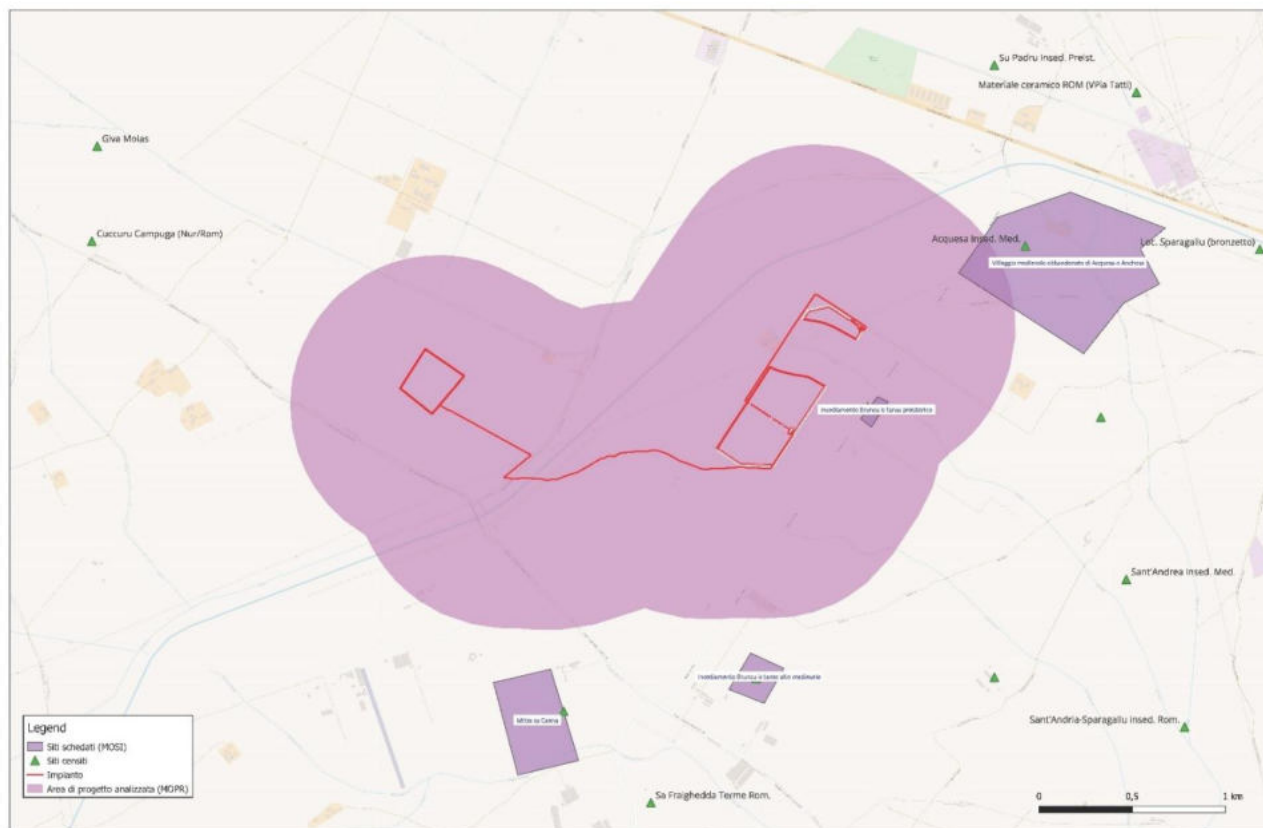 Su Padru Insed. Preist.
Materiale ceramico ROM (VPia Tatti)
Giva Molas
Cuccuru Campuga (Nur/Rom)
Acquesa Insed. Med.
Loc. Sparagaliu (bronzetto)
Villaggio medievale abbandonato di Acquesa o Androsa
Sant'Andrea Insed. Med.
Sant'Andria-Sparagallu insed. Rom.
Sa Fraighedda Terme Rom.
Legend
Siti schedati (MOSI)
Siti censiti
Impianto
Area di progetto analizzata (MOPR)
0 0,5 1 km